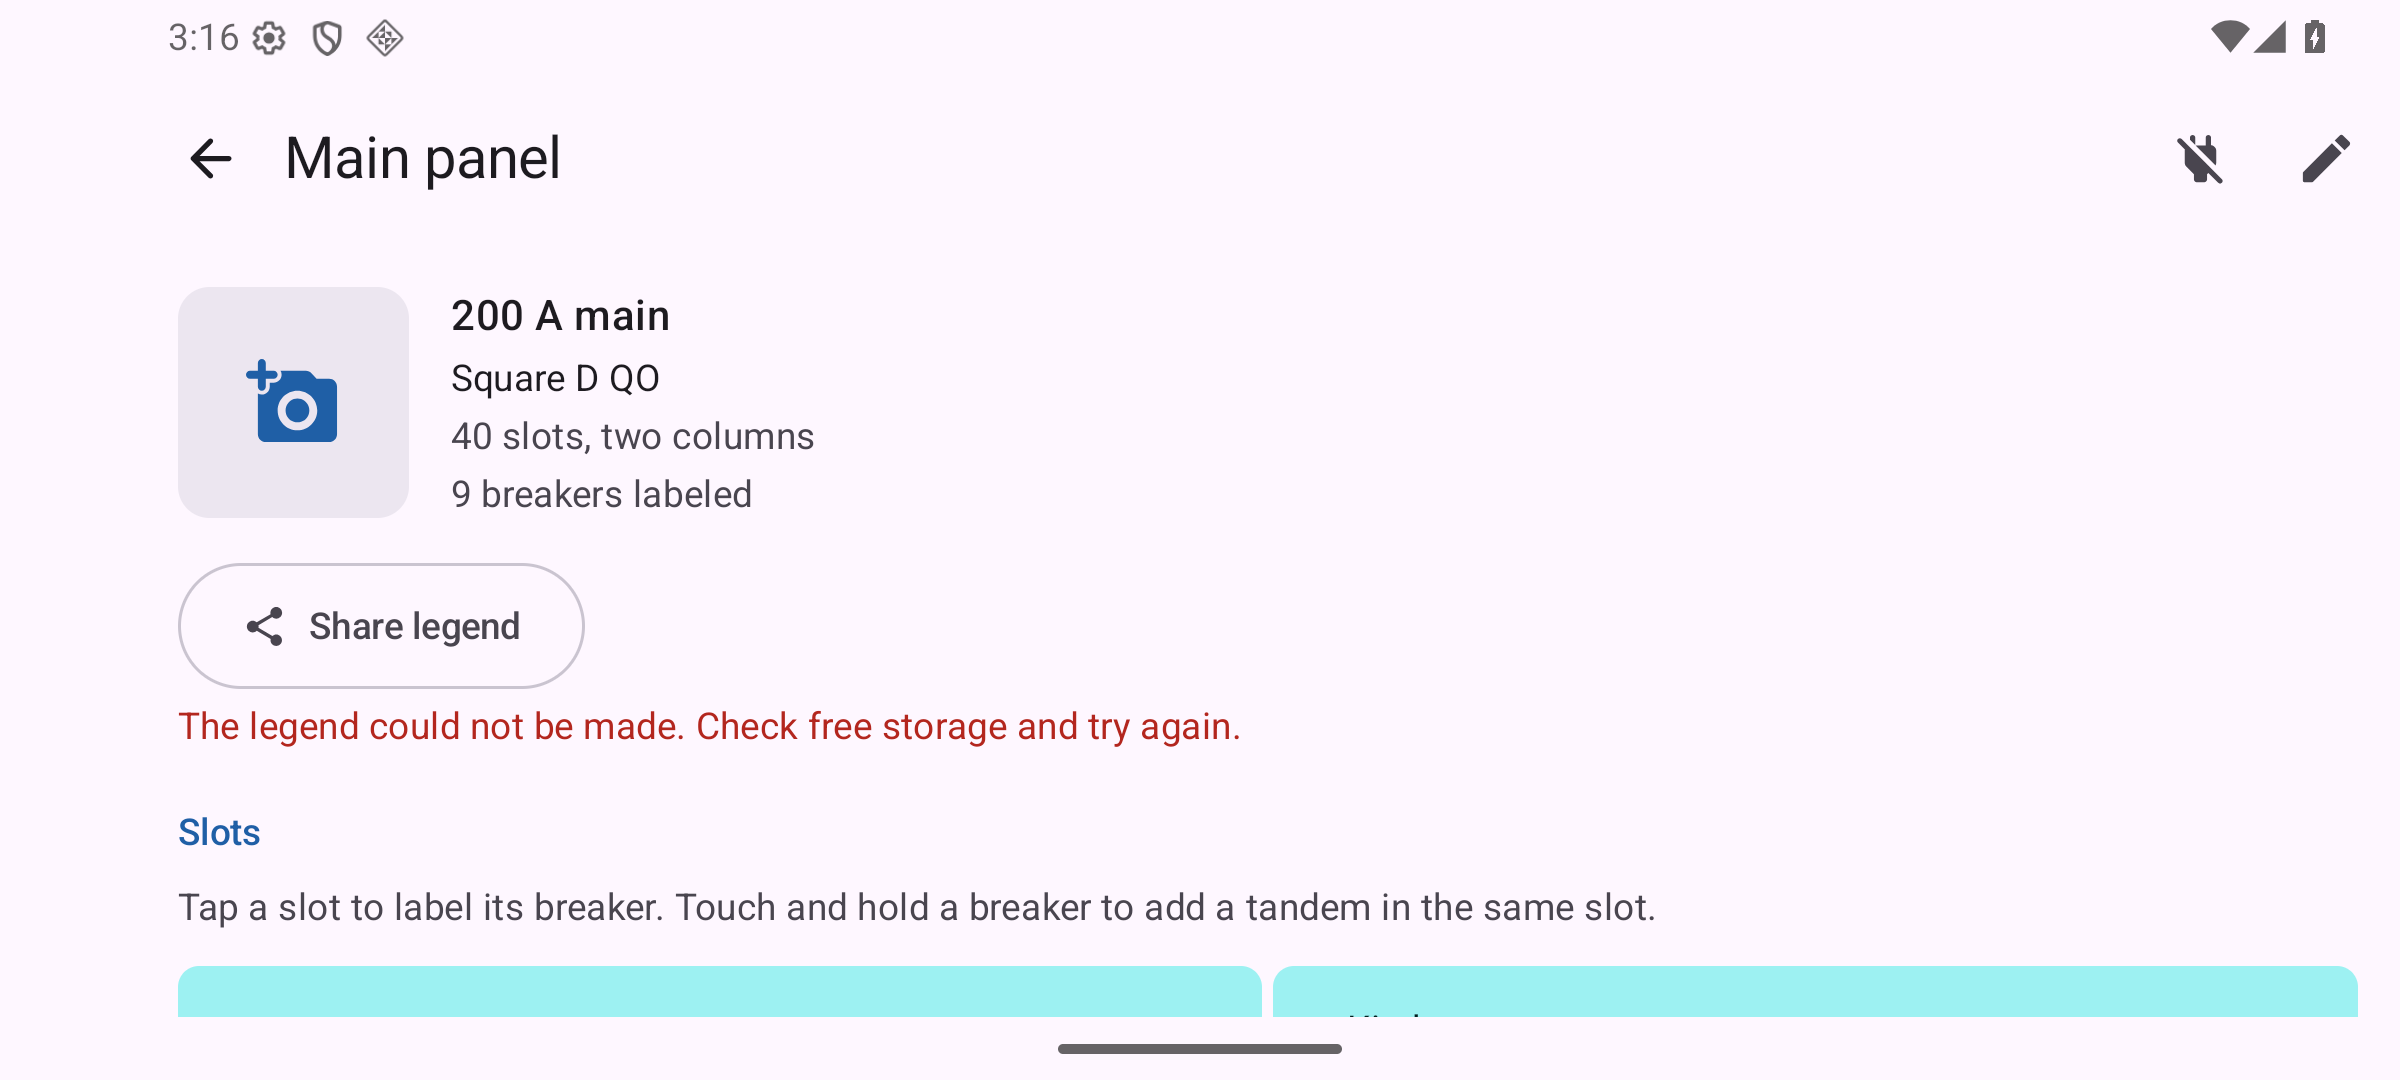 3:16
Main panel
200 A main
Square D QO
40 slots, two columns
9 breakers labeled
Share legend
The legend could not be made. Check free storage and try again.
Slots
Tap a slot to label its breaker. Touch and hold a breaker to add a tandem in the same slot.